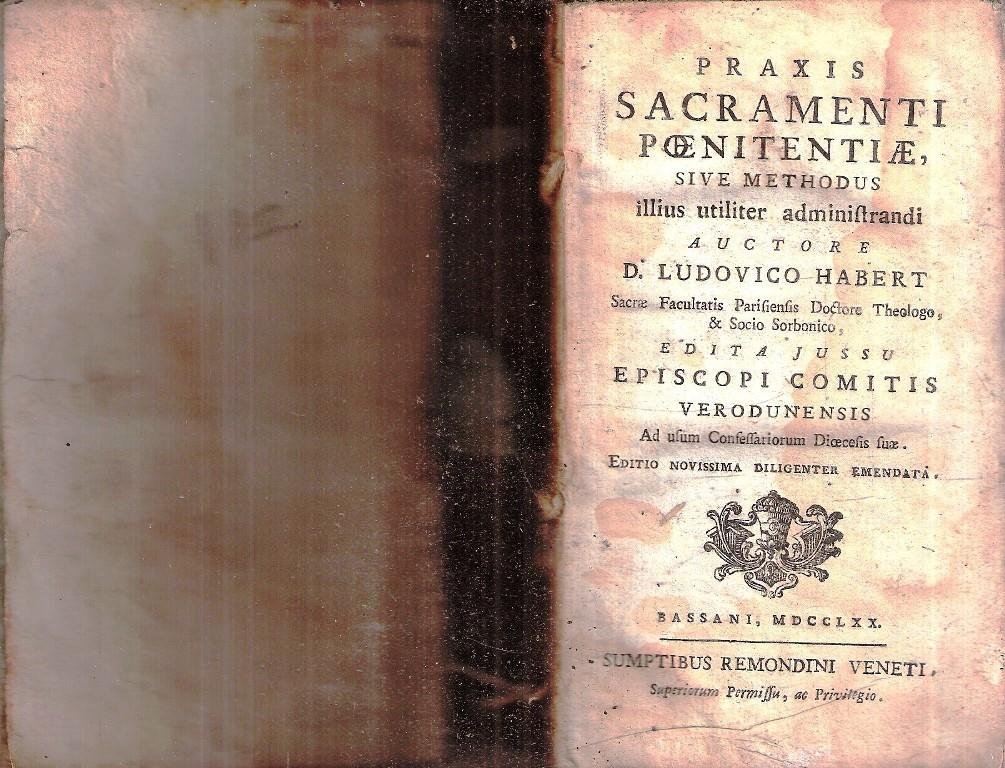 PRAXIS
SACRAMENTI
PŒNITENTIÆ,
SIVE METHODUS
illius utiliter adminiſtrandi
AUCTORE
D. LUDOVICO HABERT
Sacræ Facultatis Pariſienſis Doctore Theologo,
& Socio Sorbonico,
EDITA JUSSU
EPISCOPI COMITIS
VERODUNENSIS
Ad uſum Confeſſariorum Diœceſis ſuæ.
EDITIO NOVISSIMA DILIGENTER EMENDATA.
BASSANI, MDCCLXX.
SUMPTIBUS REMONDINI VENETI.
Superiorum Permiſſu, ac Privilegio.